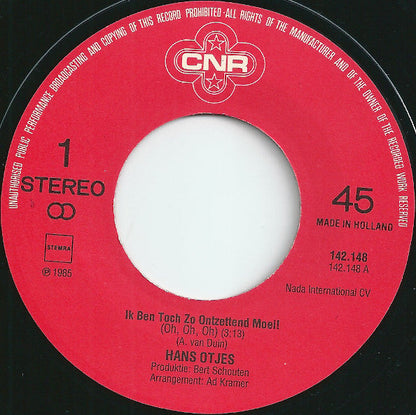 UNAUTHORISED PUBLIC PERFORMANCE BROADCASTING AND COPYING OF THIS RECORD PROHIBITED-ALL RIGHTS OF THE MANUFACTURER AND OF THE OWNER OF THE RECORDED WORK RESERVED
CNR
1
STEREO
45
MADE IN HOLLAND
STEMRA
℗ 1985
142.148
142.148 A
Nada International CV
Ik Ben Toch Zo Ontzettend Moe!!
(Oh, Oh, Oh) (3:13)
(A. van Duin)
HANS OTJES
Produktie: Bert Schouten
Arrangement: Ad Kramer